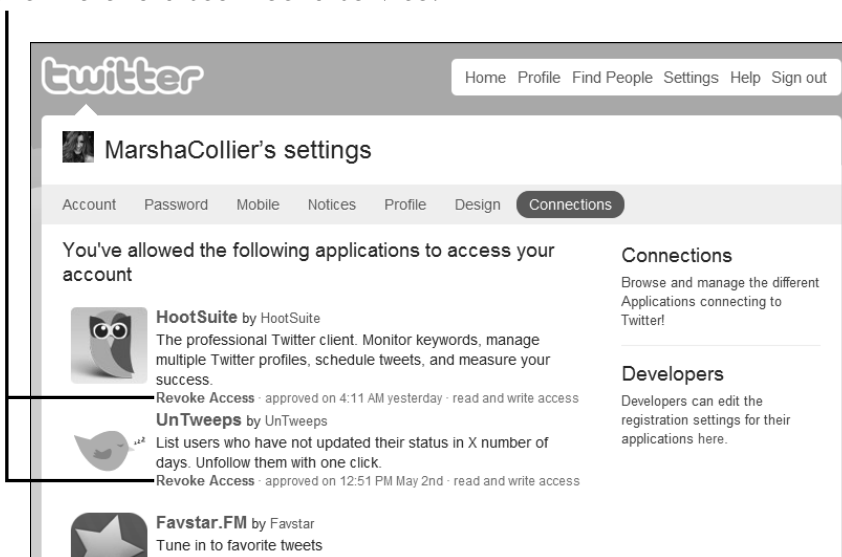 twitter
Home Profile Find People Settings Help Sign out
MarshaCollier's settings
Account Password Mobile Notices Profile Design Connections
You've allowed the following applications to access your
account
HootSuite by HootSuite
The professional Twitter client. Monitor keywords, manage
multiple Twitter profiles, schedule tweets, and measure your
success.
Revoke Access · approved on 4:11 AM yesterday · read and write access
UnTweeps by UnTweeps
List users who have not updated their status in X number of
days. Unfollow them with one click.
Revoke Access · approved on 12:51 PM May 2nd · read and write access
Favstar.FM by Favstar
Tune in to favorite tweets
Connections
Browse and manage the different
Applications connecting to
Twitter!
Developers
Developers can edit the
registration settings for their
applications here.